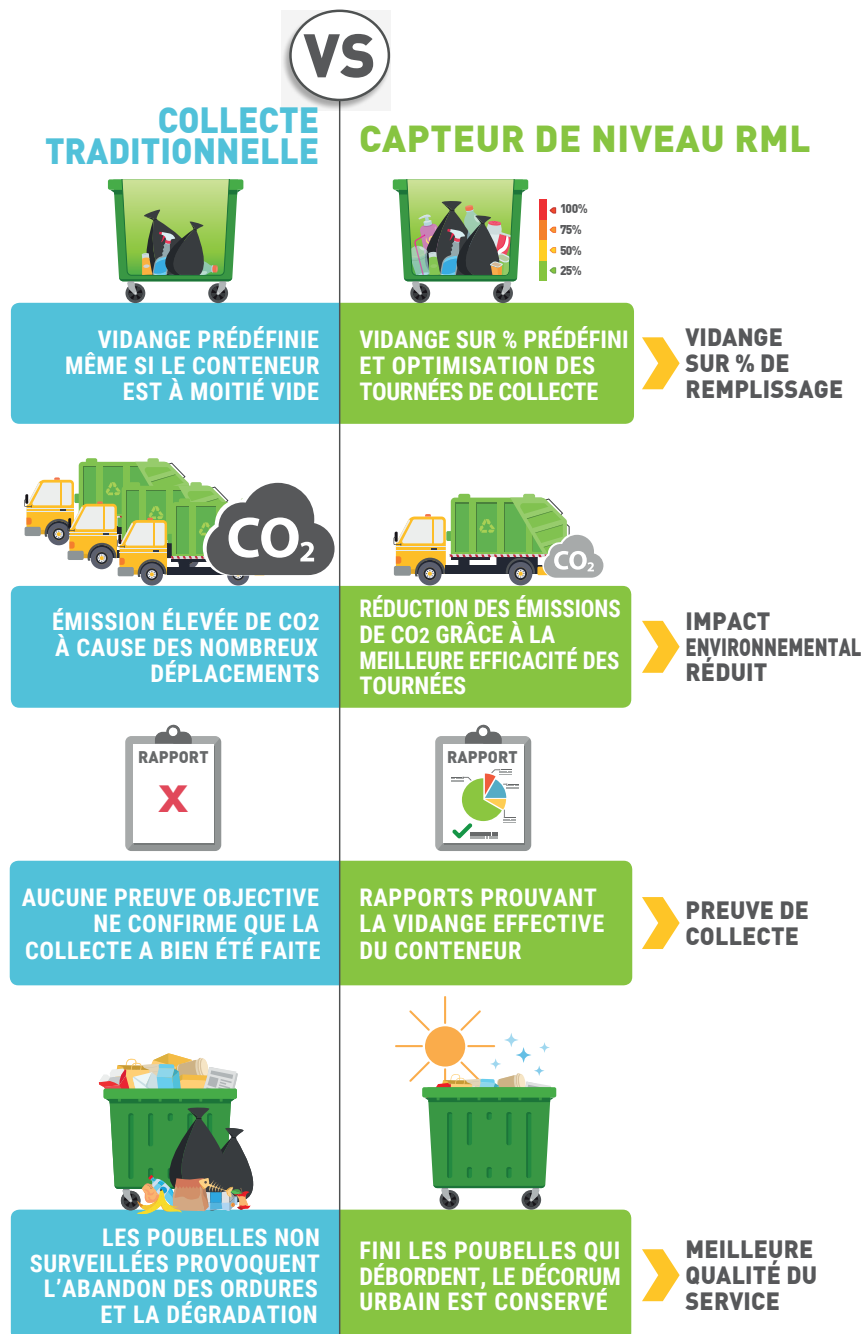 VS
COLLECTE
TRADITIONNELLE
CAPTEUR DE NIVEAU RML
100%
75%
50%
25%
VIDANGE PRÉDÉFINIE
MÊME SI LE CONTENEUR
EST À MOITIÉ VIDE
VIDANGE SUR % PRÉDÉFINI
ET OPTIMISATION DES
TOURNÉES DE COLLECTE
VIDANGE
SUR % DE
REMPLISSAGE
CO₂
CO₂
ÉMISSION ÉLEVÉE DE CO2
À CAUSE DES NOMBREUX
DÉPLACEMENTS
RÉDUCTION DES ÉMISSIONS
DE CO2 GRÂCE À LA
MEILLEURE EFFICACITÉ DES
TOURNÉES
IMPACT
ENVIRONNEMENTAL
RÉDUIT
RAPPORT
X
RAPPORT
AUCUNE PREUVE OBJECTIVE
NE CONFIRME QUE LA
COLLECTE A BIEN ÉTÉ FAITE
RAPPORTS PROUVANT
LA VIDANGE EFFECTIVE
DU CONTENEUR
PREUVE DE
COLLECTE
LES POUBELLES NON
SURVEILLÉES PROVOQUENT
L'ABANDON DES ORDURES
ET LA DÉGRADATION
FINI LES POUBELLES QUI
DÉBORDENT, LE DÉCORUM
URBAIN EST CONSERVÉ
MEILLEURE
QUALITÉ DU
SERVICE